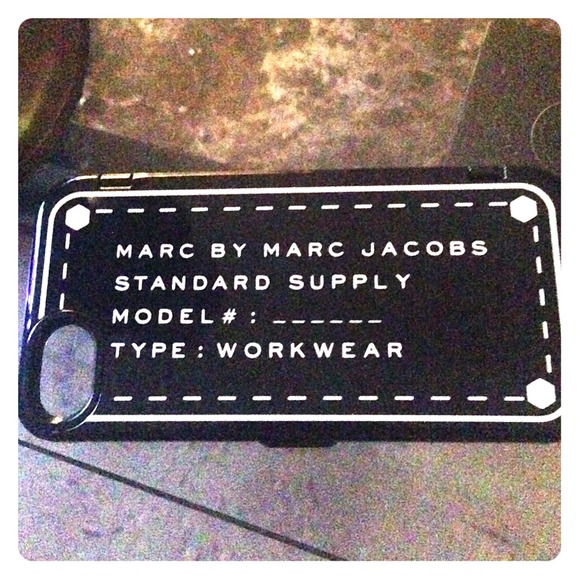 MARC BY MARC JACOBS
STANDARD SUPPLY
MODEL# : ______
TYPE : WORKWEAR